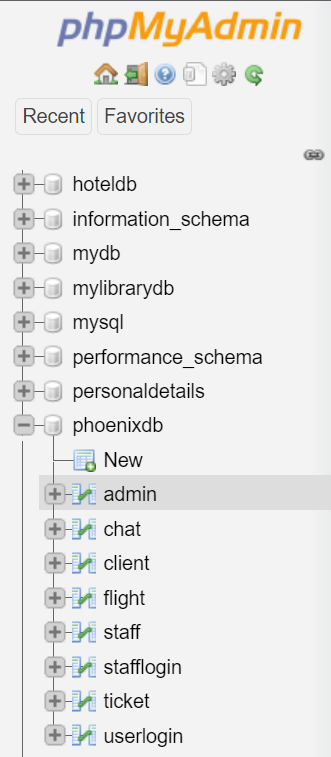 phpMyAdmin
Recent Favorites
hoteldb
information_schema
mydb
mylibrarydb
mysql
performance_schema
personaldetails
phoenixdb
New
admin
chat
client
flight
staff
stafflogin
ticket
userlogin